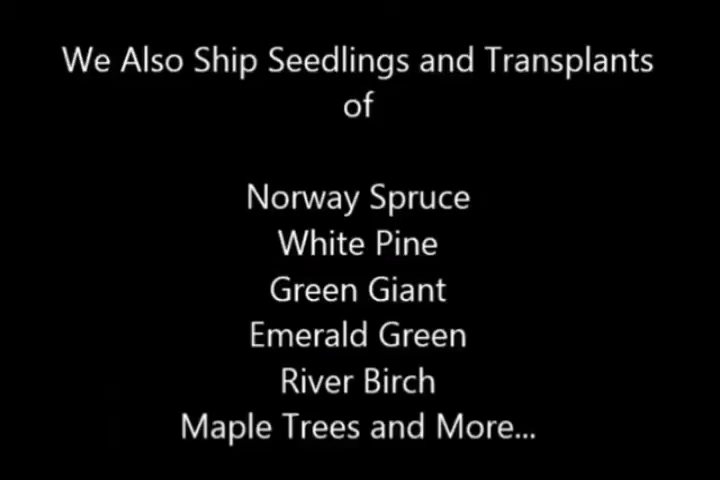 We Also Ship Seedlings and Transplants
of
Norway Spruce
White Pine
Green Giant
Emerald Green
River Birch
Maple Trees and More...